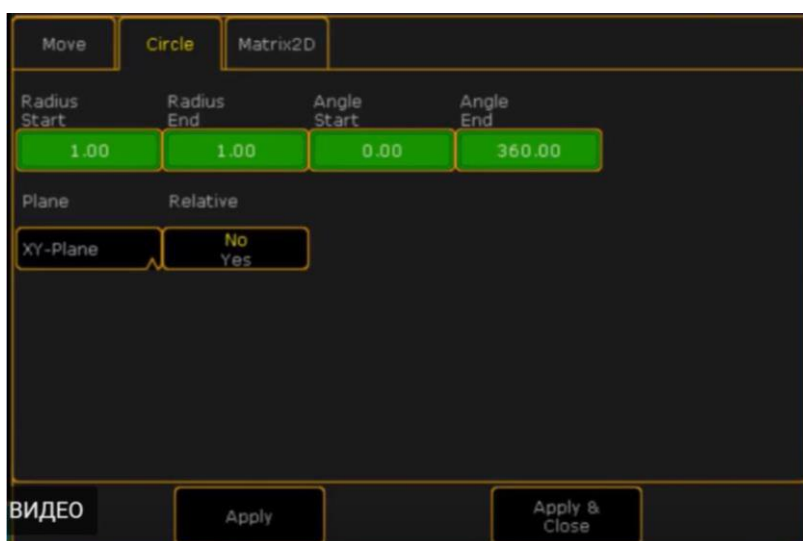 Move Circle Matrix2D
Radius Radius Angle Angle
Start End Start End
1.00 1.00 0.00 360.00
Plane Relative
XY-Plane No
Yes
ВИДЕО Apply Apply &
Close